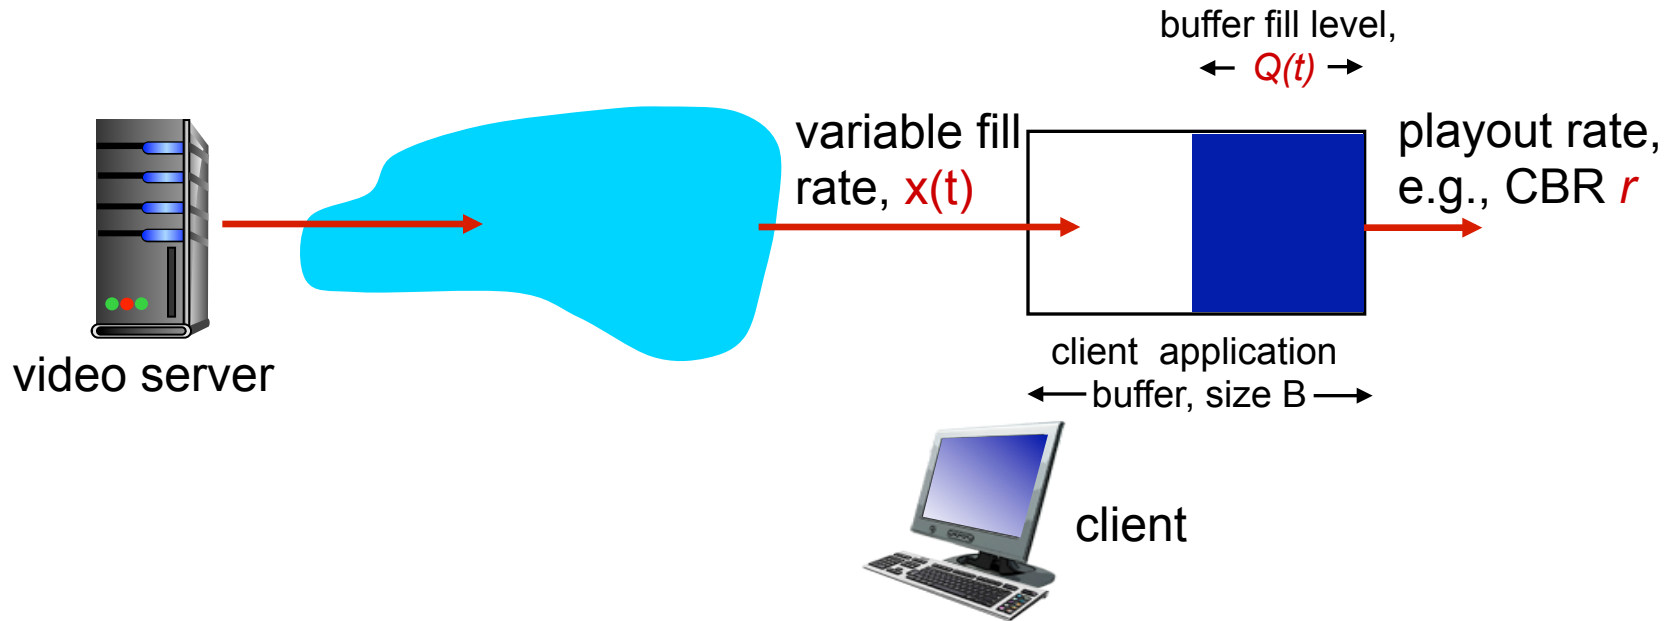 buffer fill level,
Q(t)
variable fill
rate, x(t)
playout rate,
e.g., CBR r
video server
client application
buffer, size B
client